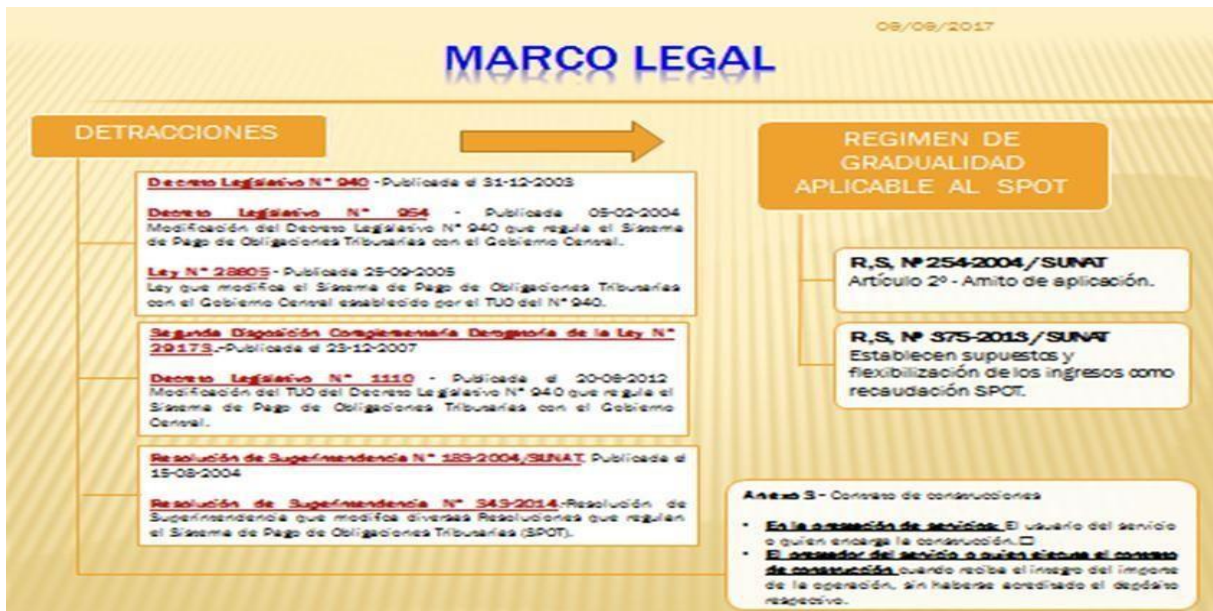 09/09/2017
MARCO LEGAL
DETRACCIONES
Decreto Legislativo N° 940 -Publicada el 31-12-2003
Decreto Legislativo N° 954 - Publicada 05-02-2004
Modificación del Decreto Legislativo N° 940 que regula el Sistema
de Pago de Obligaciones Tributarias con el Gobierno Central.
Ley N° 28605 - Publicada 25-09-2005
Ley que modifica el Sistema de Pago de Obligaciones Tributarias
con el Gobierno Central establecido por el TUO del N° 940.
Segunda Disposición Complementaria Derogatoria de la Ley N°
29173.-Publicada el 23-12-2007
Decreto Legislativo N° 1110 - Publicada el 20-06-2012
Modificación del TUO del Decreto Legislativo N° 940 que regula el
Sistema de Pago de Obligaciones Tributarias con el Gobierno
Central.
Resolución de Superintendencia N° 183-2004/SUNAT, Publicada el
15-08-2004
Resolución de Superintendencia N° 343-2014.-Resolución de
Superintendencia que modifica diversas Resoluciones que regulan
el Sistema de Pago de Obligaciones Tributarias (SPOT).
REGIMEN DE
GRADUALIDAD
APLICABLE AL SPOT
R,S, Nº 254-2004/SUNAT
Artículo 2º - Amito de aplicación.
R,S, Nº 375-2013/SUNAT
Establecen supuestos y
flexibilización de los ingresos como
recaudación SPOT.
Anexo 3 - Contrato de construcciones
• En la prestación de servicios: El usuario del servicio
o quien encarga la construcción.□
• El prestador del servicio o quien ejecuta el contrato
de construcción cuando reciba el integro del importe
de la operación, sin haberse acreditado el depósito
respectivo.